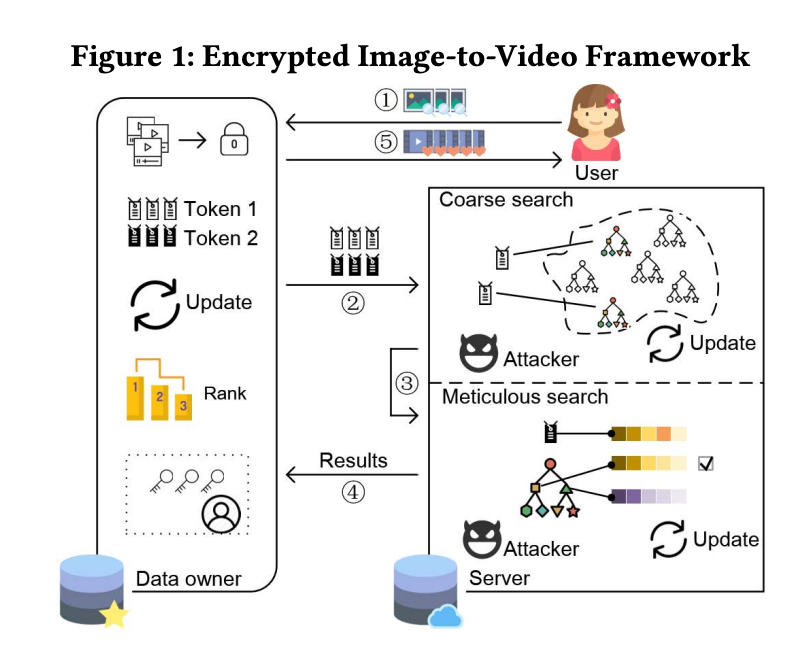 Figure 1: Encrypted Image-to-Video Framework
①
⑤
User
Token 1
Token 2
Update
1
2
3
Rank
Data owner
②
③
Results
④
Coarse search
Attacker
Update
Meticulous search
Attacker
Update
Server